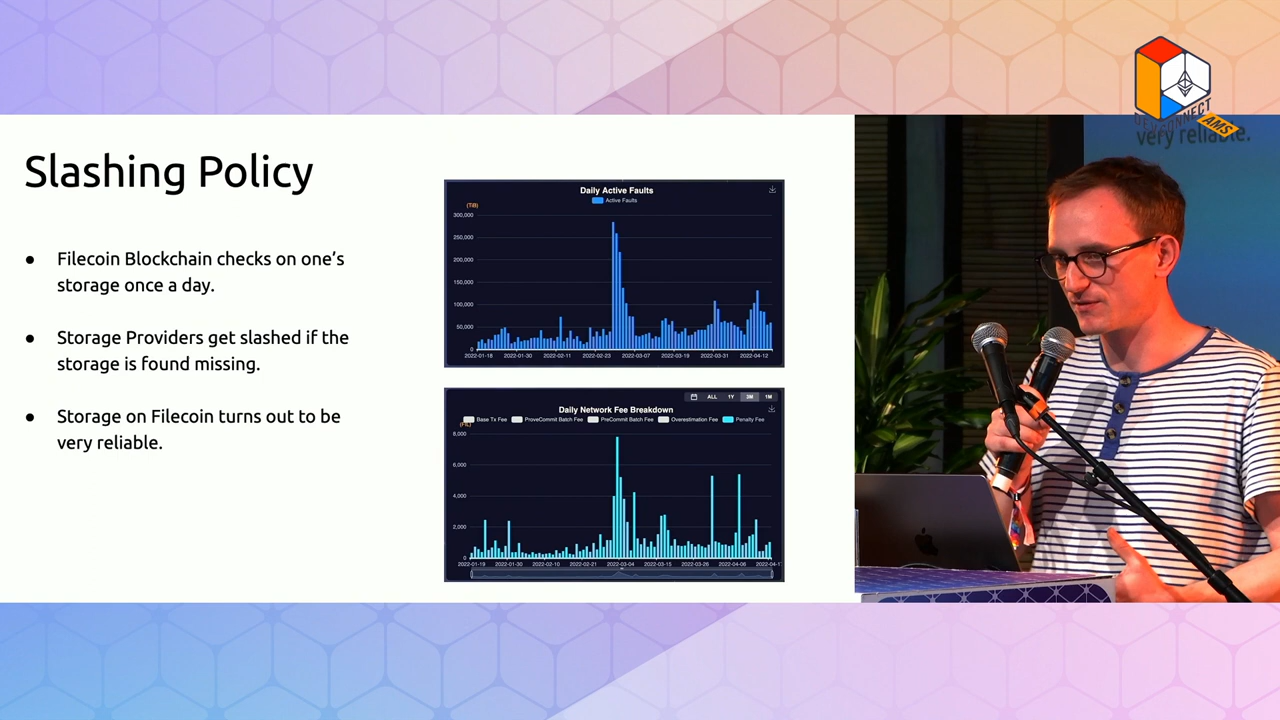 DEVCONNECT
AMS
very reliable.
Slashing Policy
● Filecoin Blockchain checks on one's
storage once a day.
● Storage Providers get slashed if the
storage is found missing.
● Storage on Filecoin turns out to be
very reliable.
Daily Active Faults
Active Faults
(TiB)
300,000
250,000
200,000
150,000
100,000
50,000
0
2022-01-18 2022-01-30 2022-02-11 2022-02-23 2022-03-07 2022-03-19 2022-03-31 2022-04-12
ALL 1Y 3M 1M
Daily Network Fee Breakdown
Base Tx Fee ProveCommit Batch Fee PreCommit Batch Fee Overestimation Fee Penalty Fee
(FIL)
8,000
6,000
4,000
2,000
0
2022-01-19 2022-01-30 2022-02-10 2022-02-21 2022-03-04 2022-03-15 2022-03-26 2022-04-06 2022-04-1